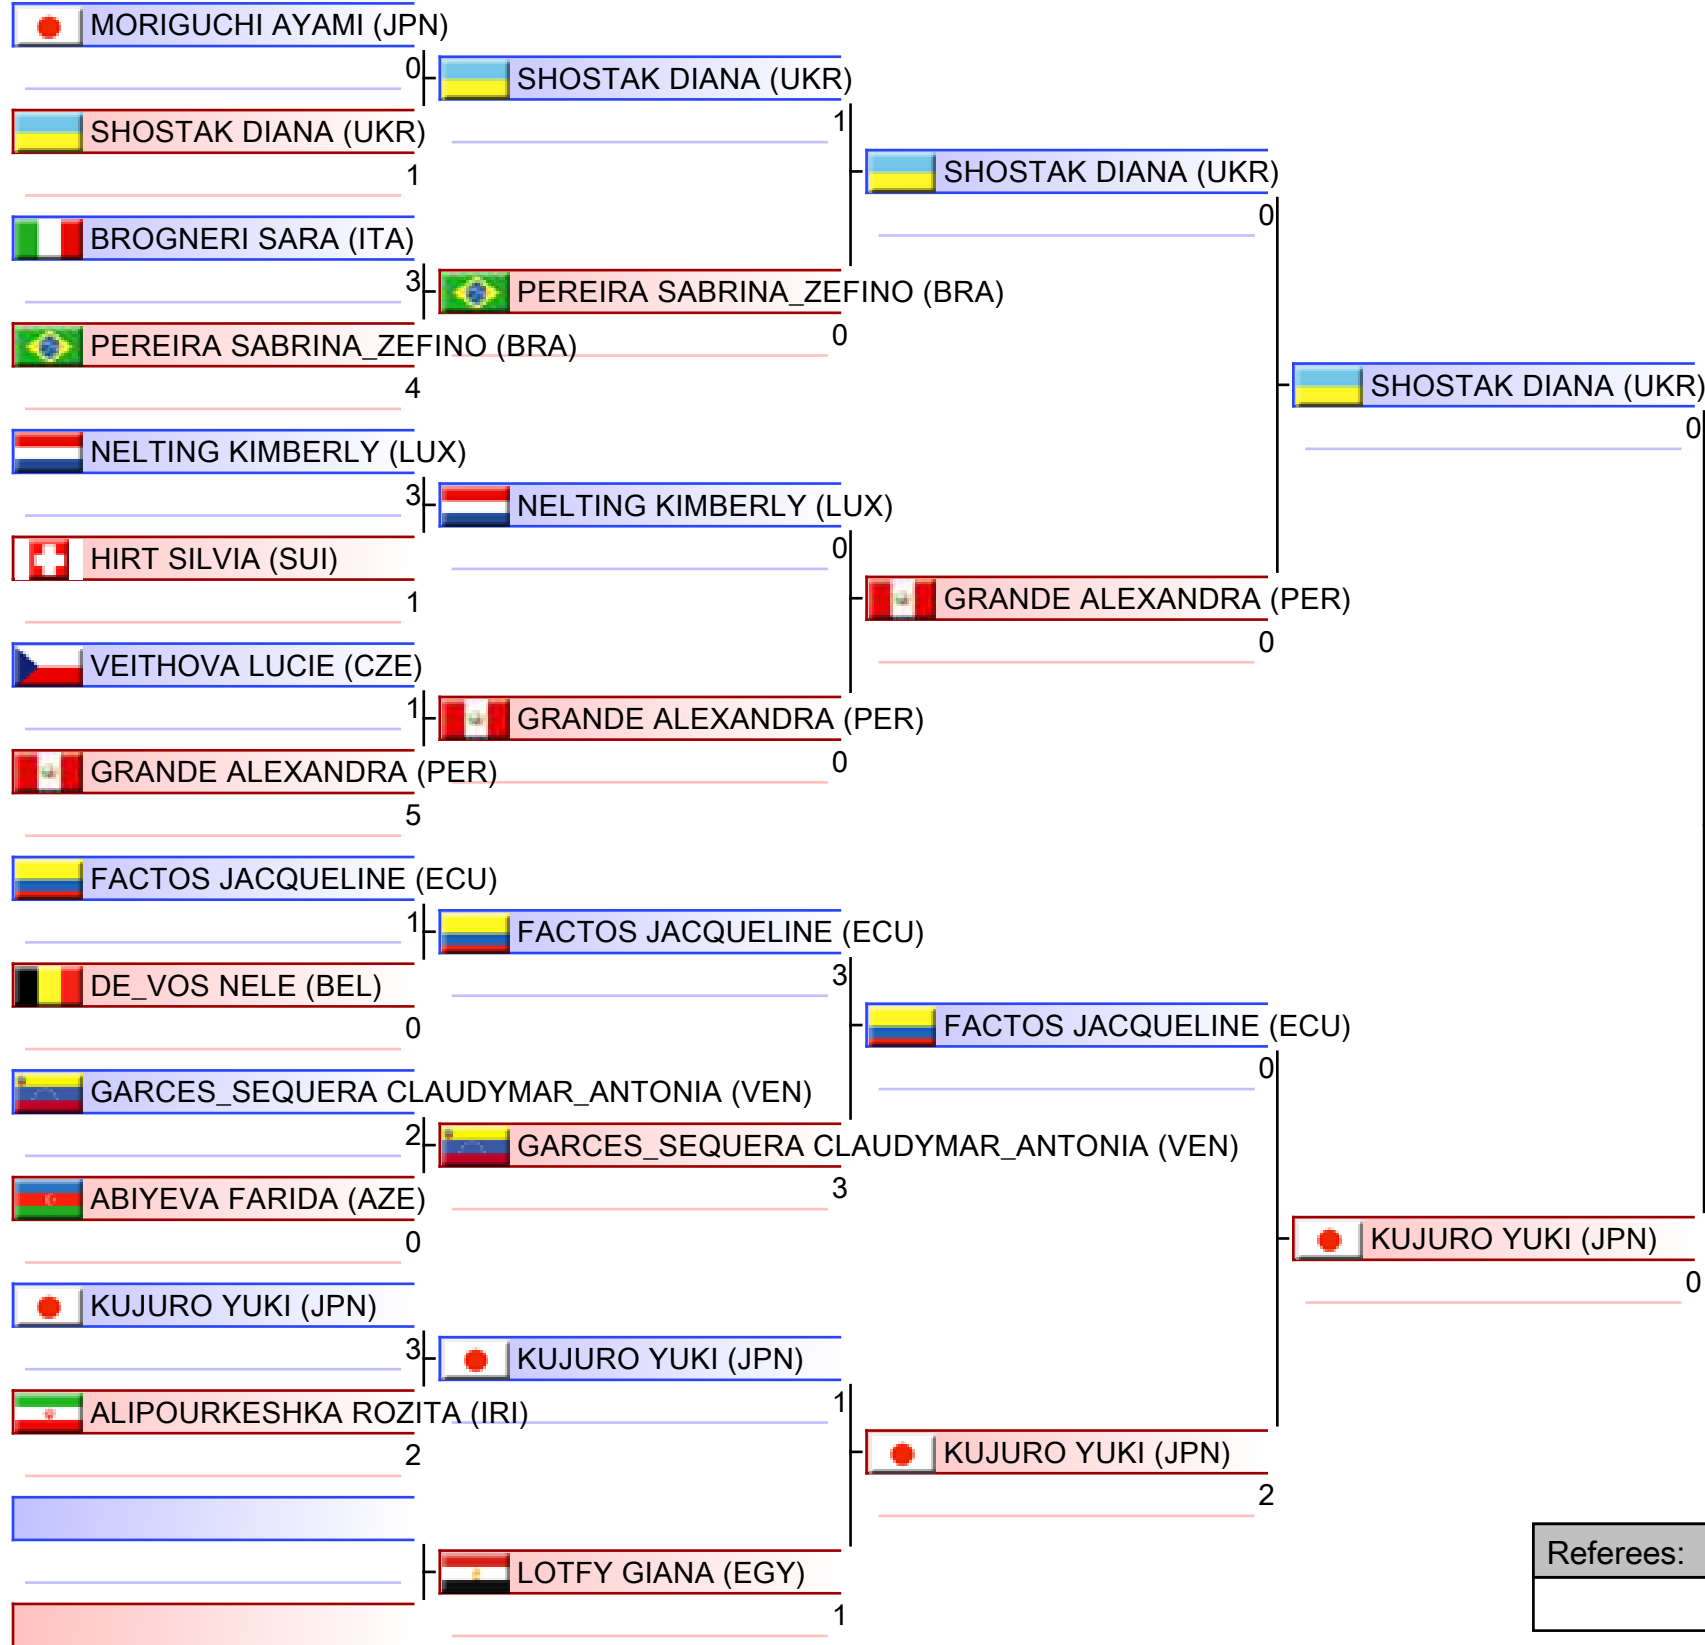 MORIGUCHI AYAMI (JPN)
0
SHOSTAK DIANA (UKR)
1
BROGNERI SARA (ITA)
3
PEREIRA SABRINA_ZEFINO (BRA)
4
NELTING KIMBERLY (LUX)
3
HIRT SILVIA (SUI)
1
VEITHOVA LUCIE (CZE)
1
GRANDE ALEXANDRA (PER)
5
FACTOS JACQUELINE (ECU)
1
DE_VOS NELE (BEL)
0
GARCES_SEQUERA CLAUDYMAR_ANTONIA (VEN)
2
ABIYEVA FARIDA (AZE)
0
KUJURO YUKI (JPN)
3
ALIPOURKESHKA ROZITA (IRI)
2
SHOSTAK DIANA (UKR)
1
PEREIRA SABRINA_ZEFINO (BRA)
0
NELTING KIMBERLY (LUX)
0
GRANDE ALEXANDRA (PER)
0
FACTOS JACQUELINE (ECU)
3
GARCES_SEQUERA CLAUDYMAR_ANTONIA (VEN)
3
KUJURO YUKI (JPN)
1
LOTFY GIANA (EGY)
1
SHOSTAK DIANA (UKR)
0
GRANDE ALEXANDRA (PER)
0
FACTOS JACQUELINE (ECU)
0
KUJURO YUKI (JPN)
2
SHOSTAK DIANA (UKR)
0
KUJURO YUKI (JPN)
0
Referees: